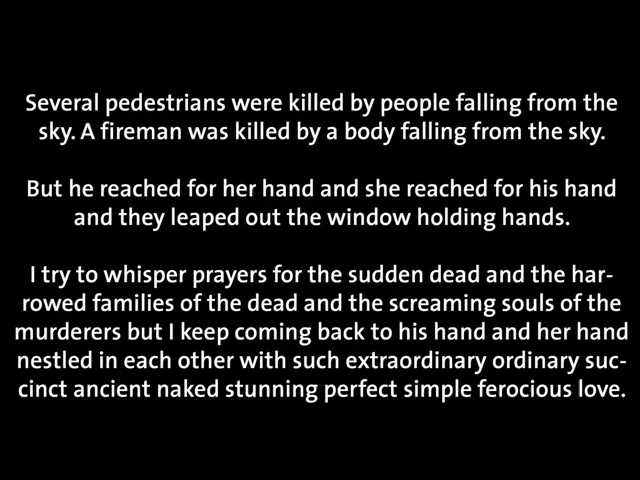 Several pedestrians were killed by people falling from the
sky. A fireman was killed by a body falling from the sky.
But he reached for her hand and she reached for his hand
and they leaped out the window holding hands.
I try to whisper prayers for the sudden dead and the har-
rowed families of the dead and the screaming souls of the
murderers but I keep coming back to his hand and her hand
nestled in each other with such extraordinary ordinary suc-
cinct ancient naked stunning perfect simple ferocious love.